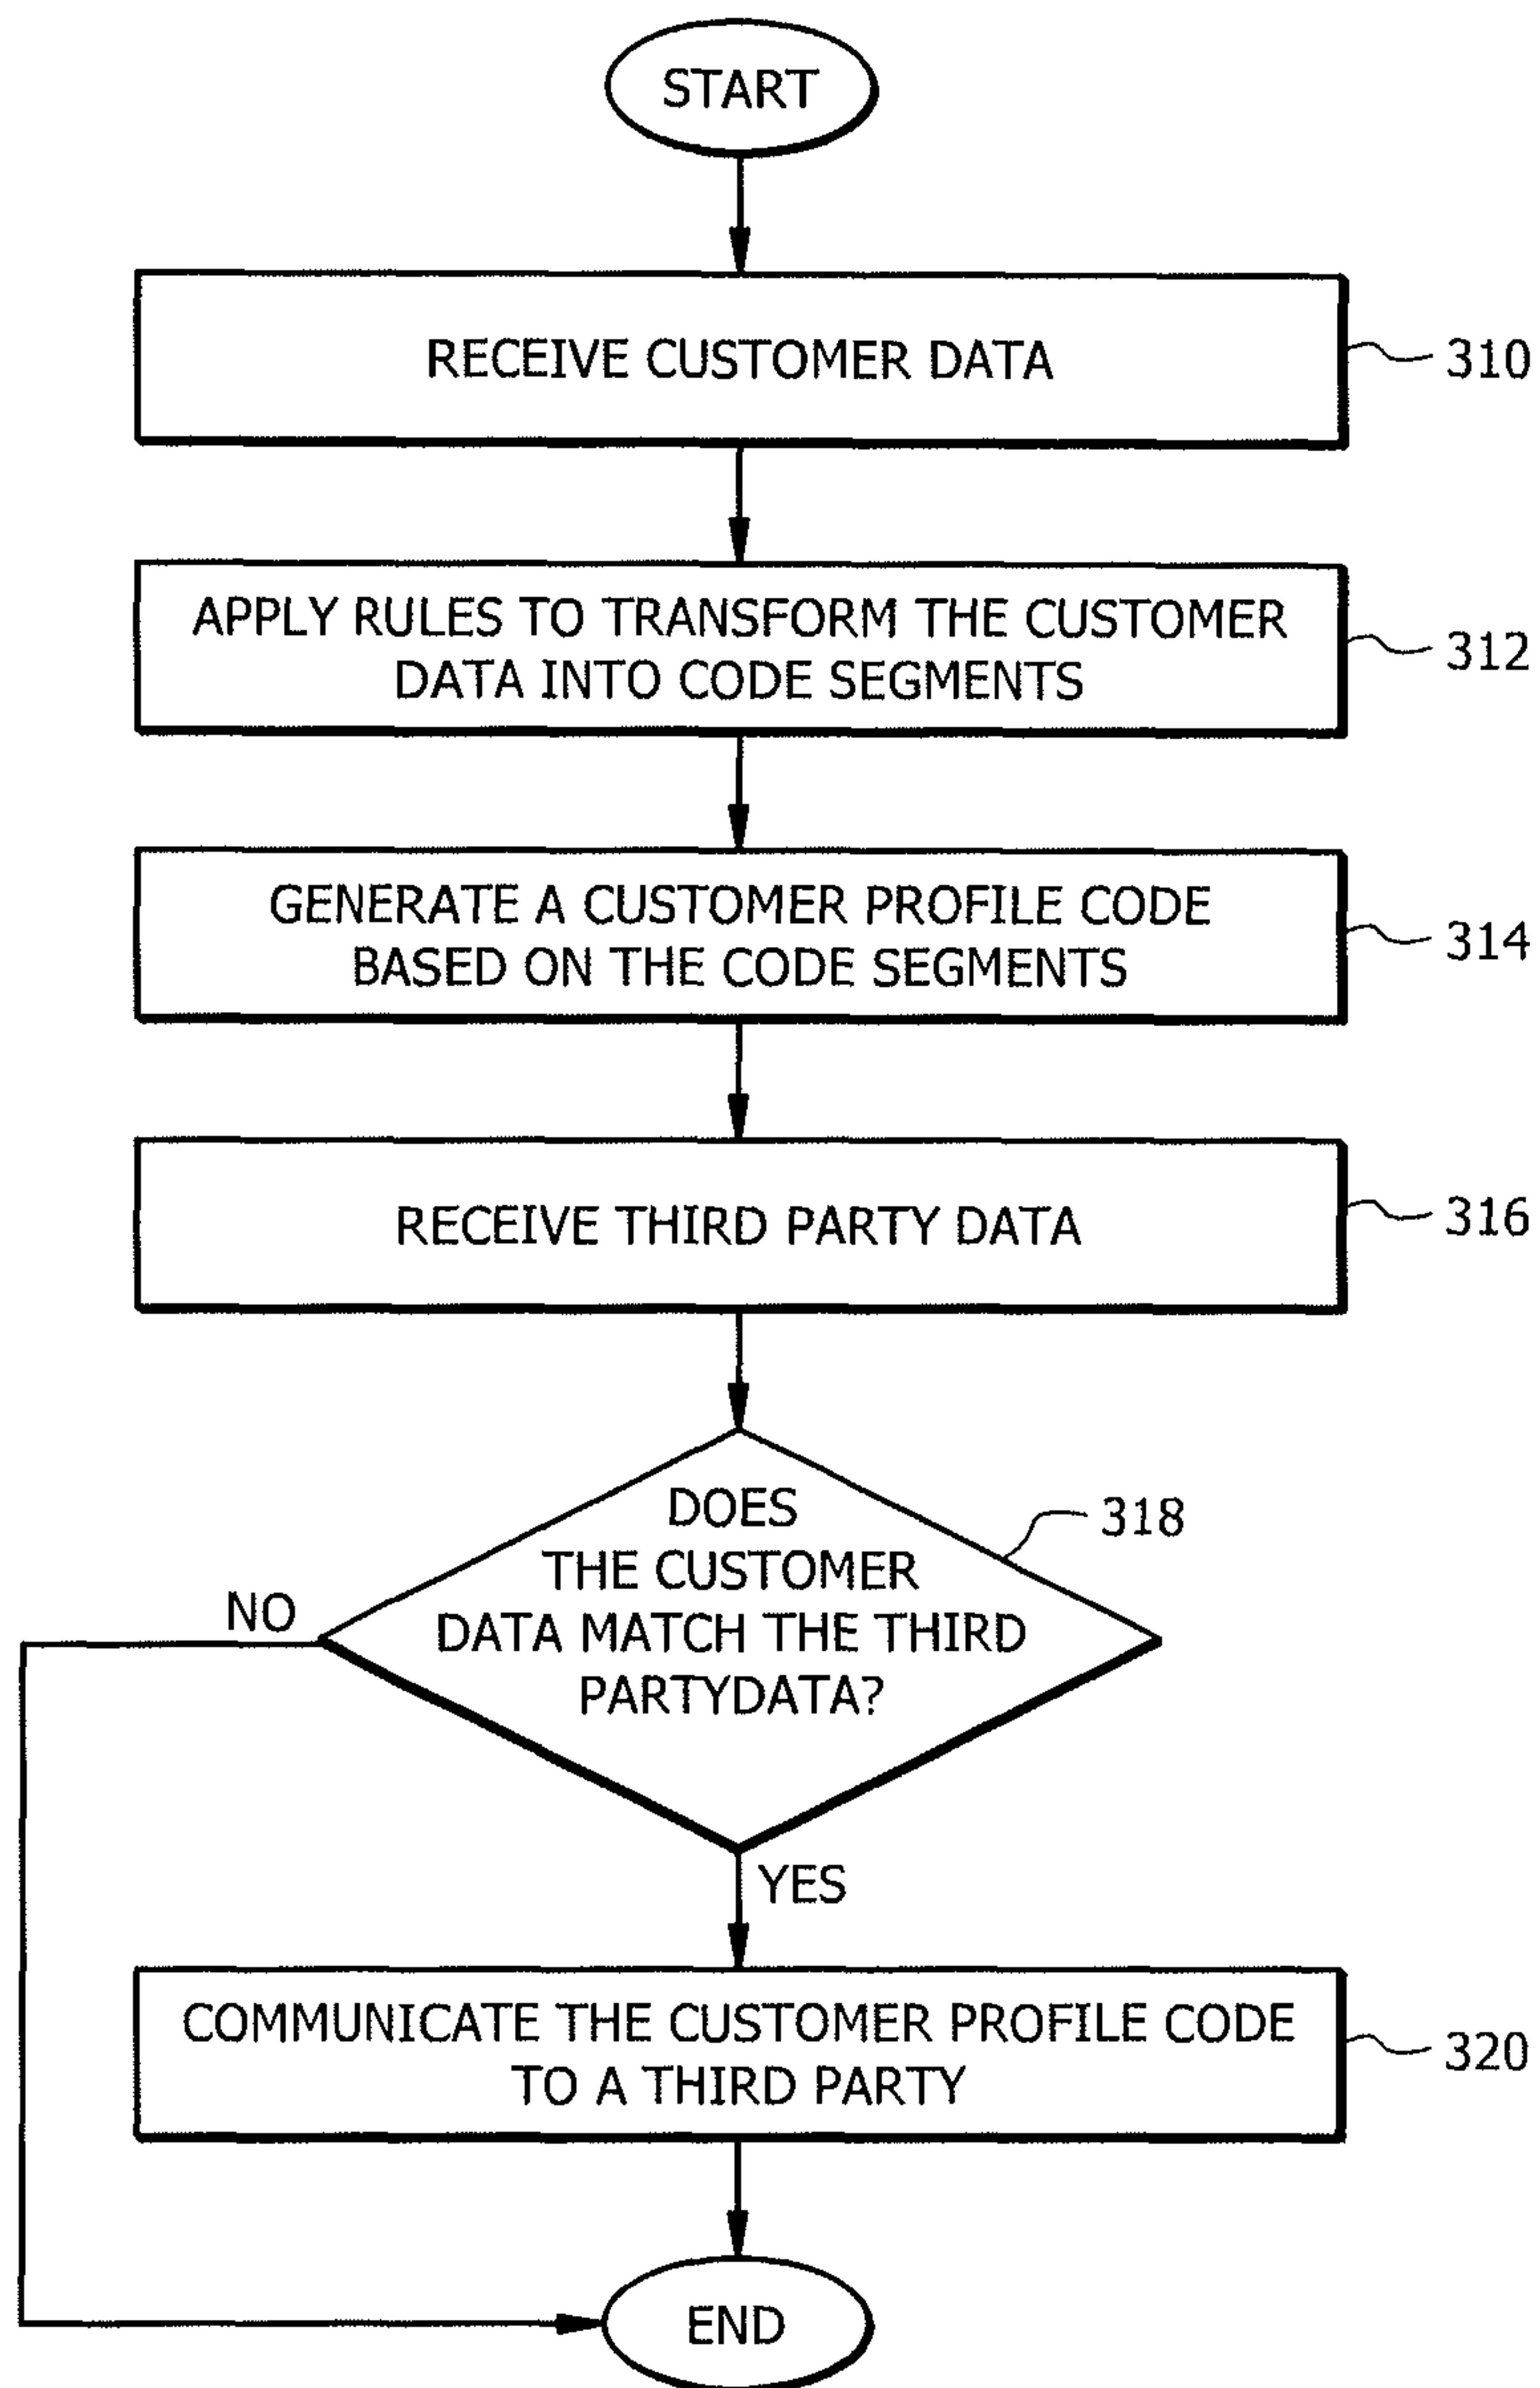 START
RECEIVE CUSTOMER DATA
310
APPLY RULES TO TRANSFORM THE CUSTOMER
DATA INTO CODE SEGMENTS
312
GENERATE A CUSTOMER PROFILE CODE
BASED ON THE CODE SEGMENTS
314
RECEIVE THIRD PARTY DATA
316
DOES
THE CUSTOMER
DATA MATCH THE THIRD
PARTYDATA?
318
NO
YES
COMMUNICATE THE CUSTOMER PROFILE CODE
TO A THIRD PARTY
320
END